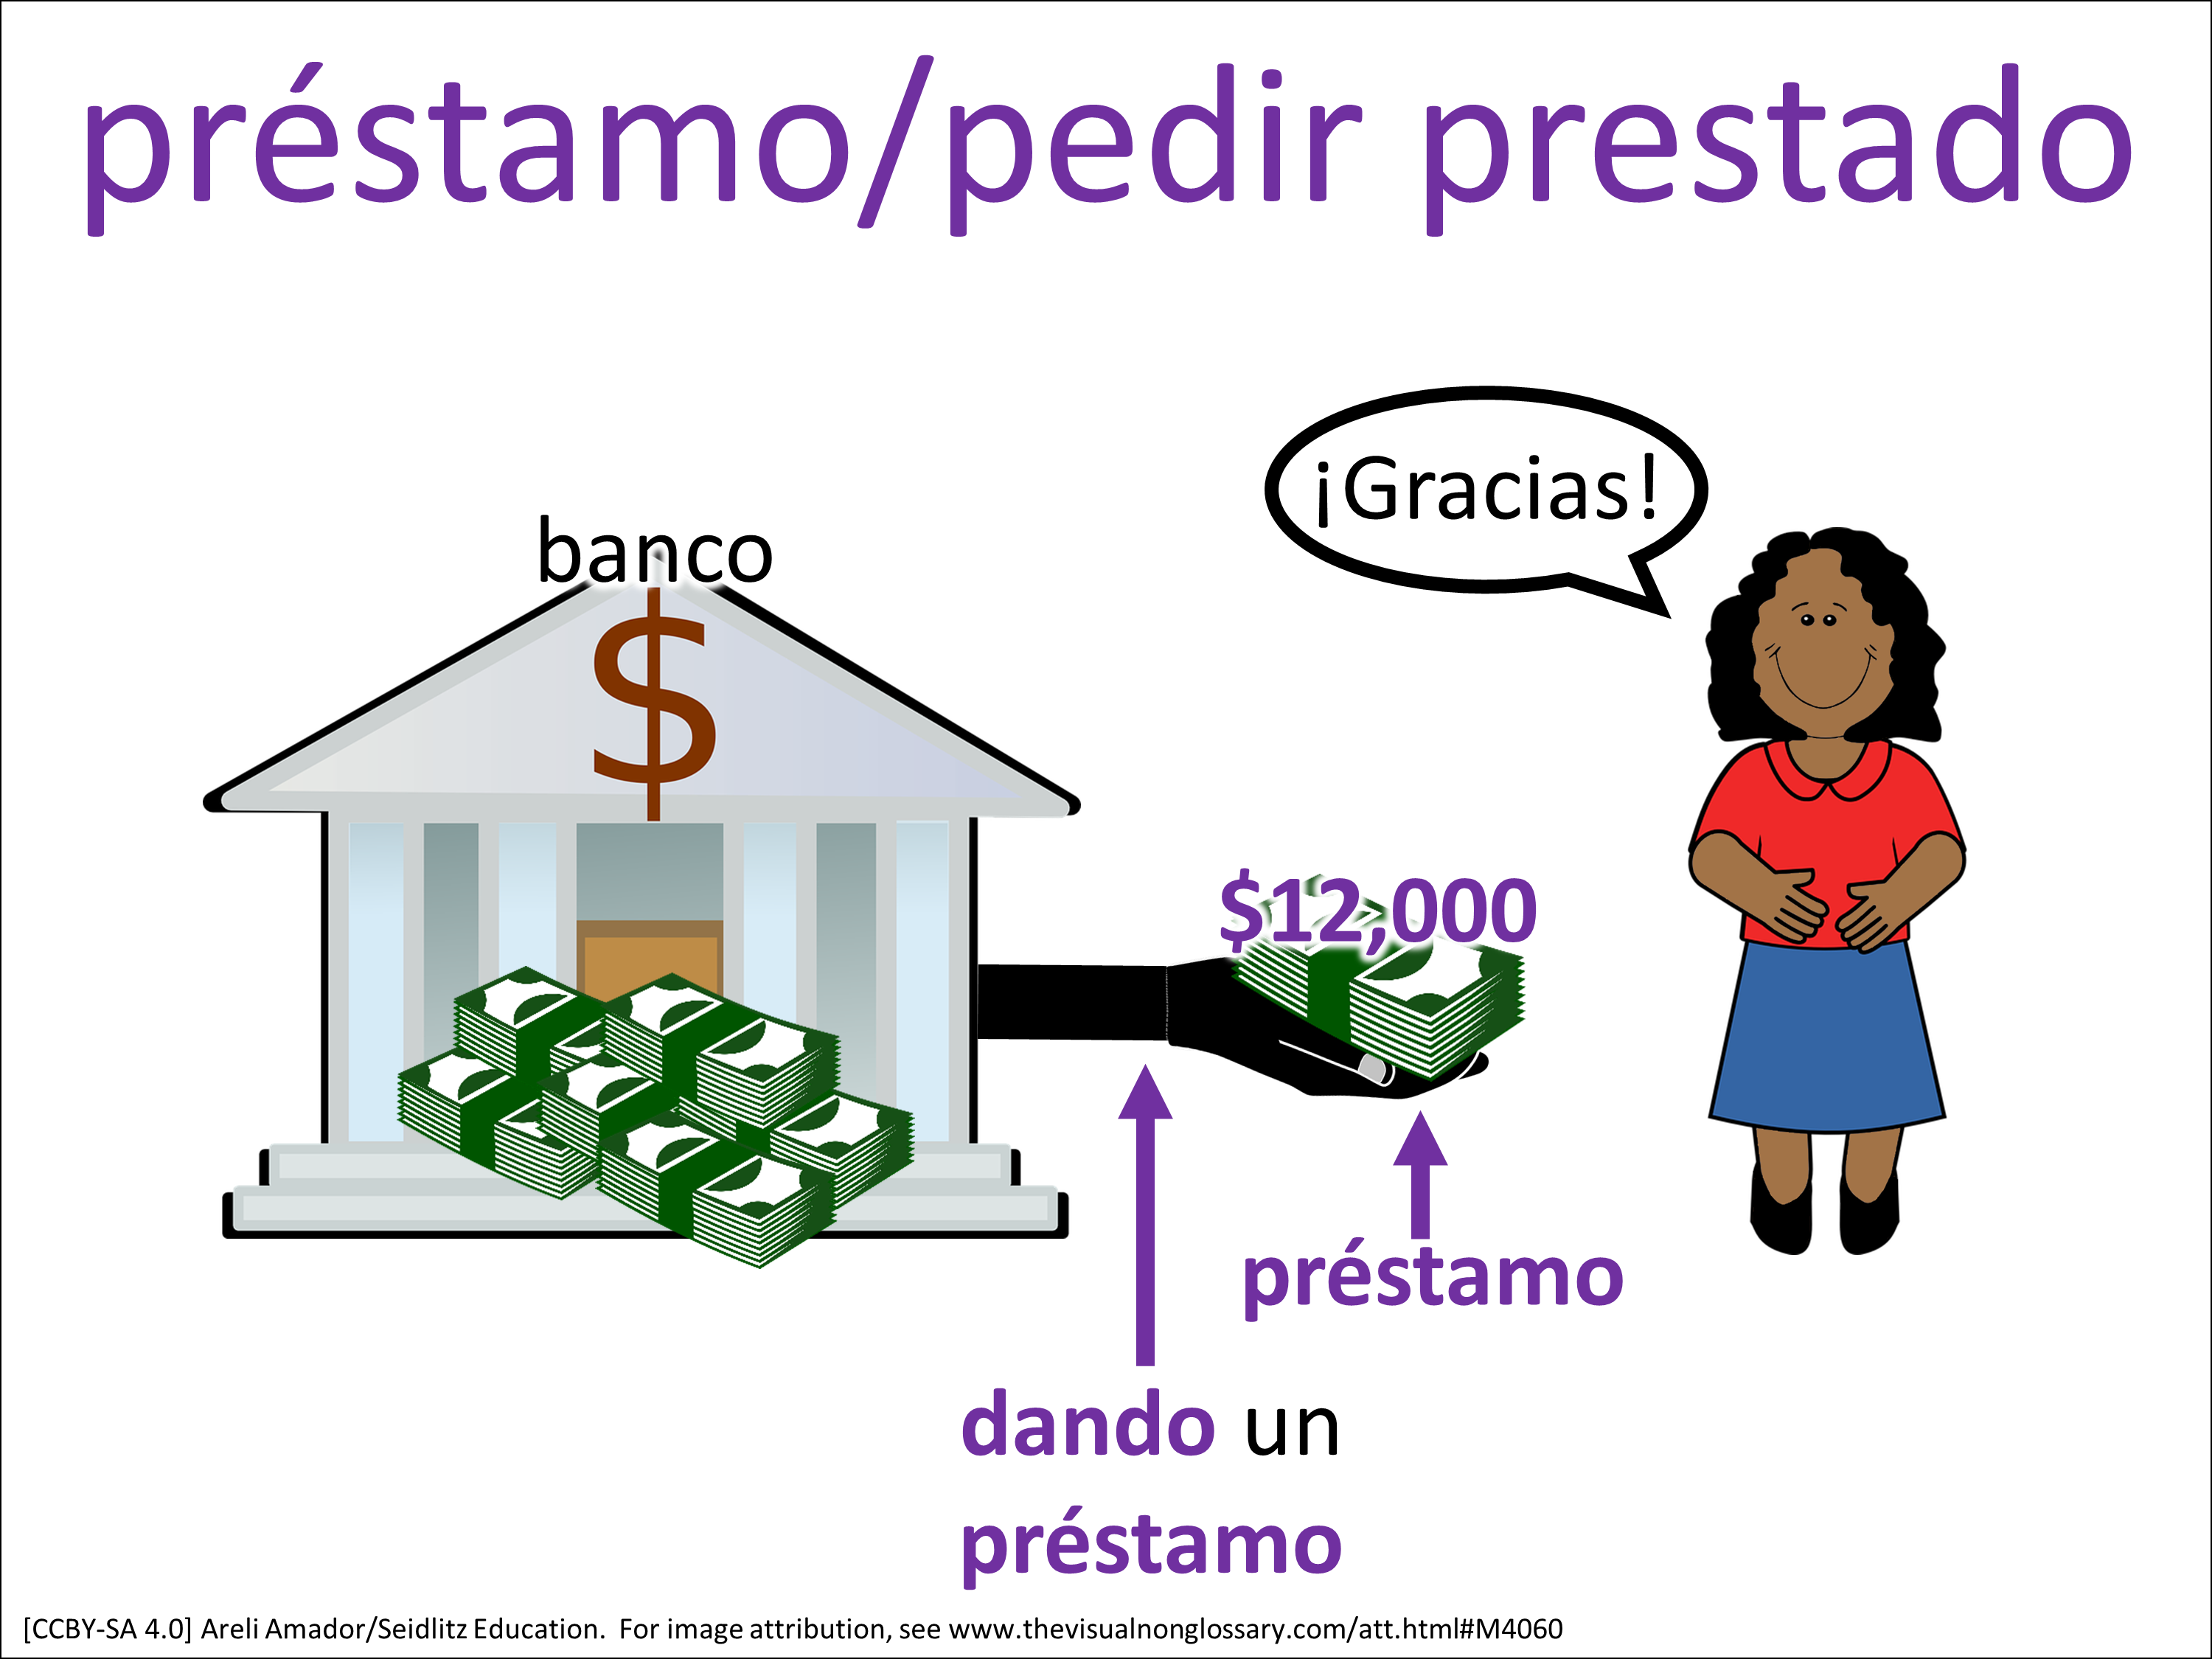 préstamo/pedir prestado
¡Gracias!
banco
$
$12,000
préstamo
dando un
préstamo
[CCBY-SA 4.0] Areli Amador/Seidlitz Education.  For image attribution, see www.thevisualnonglossary.com/att.html#M4060